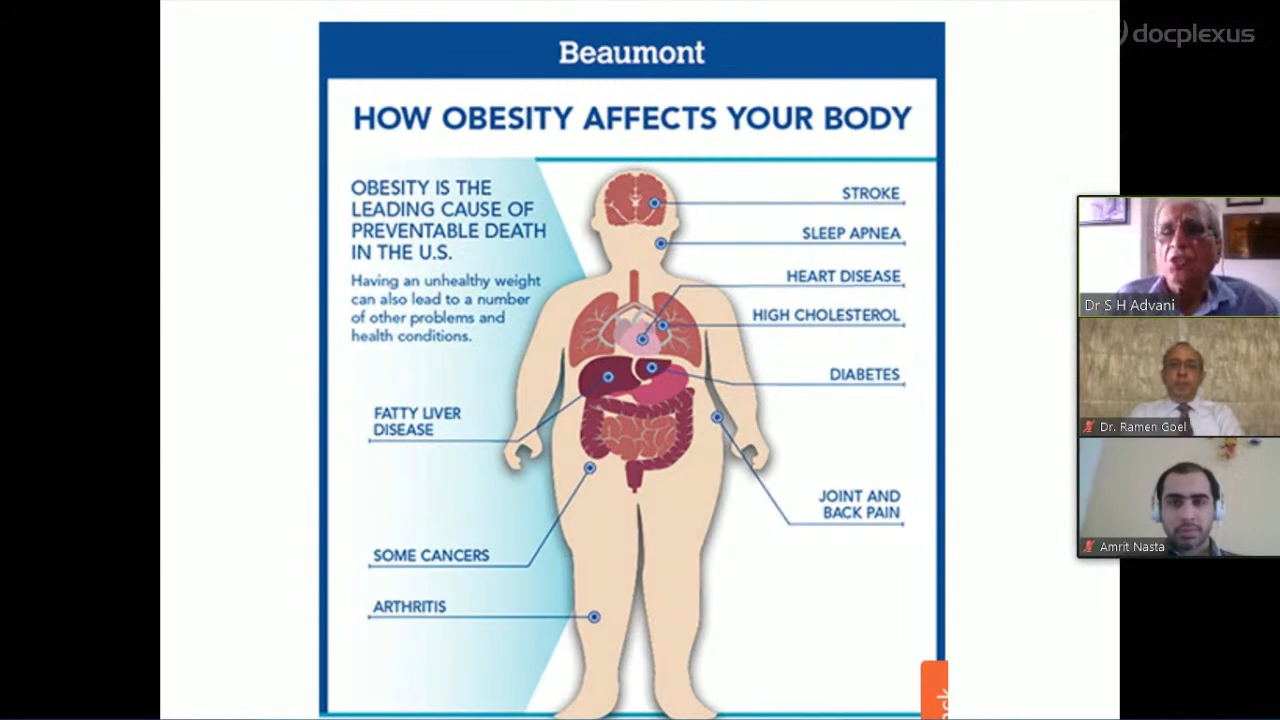 docplexus
Beaumont
HOW OBESITY AFFECTS YOUR BODY
OBESITY IS THE
LEADING CAUSE OF
PREVENTABLE DEATH
IN THE U.S.
Having an unhealthy weight
can also lead to a number
of other problems and
health conditions.
STROKE
SLEEP APNEA
HEART DISEASE
HIGH CHOLESTEROL
DIABETES
FATTY LIVER
DISEASE
JOINT AND
BACK PAIN
SOME CANCERS
ARTHRITIS
Dr S H Advani
Dr. Ramen Goel
Amrit Nasta